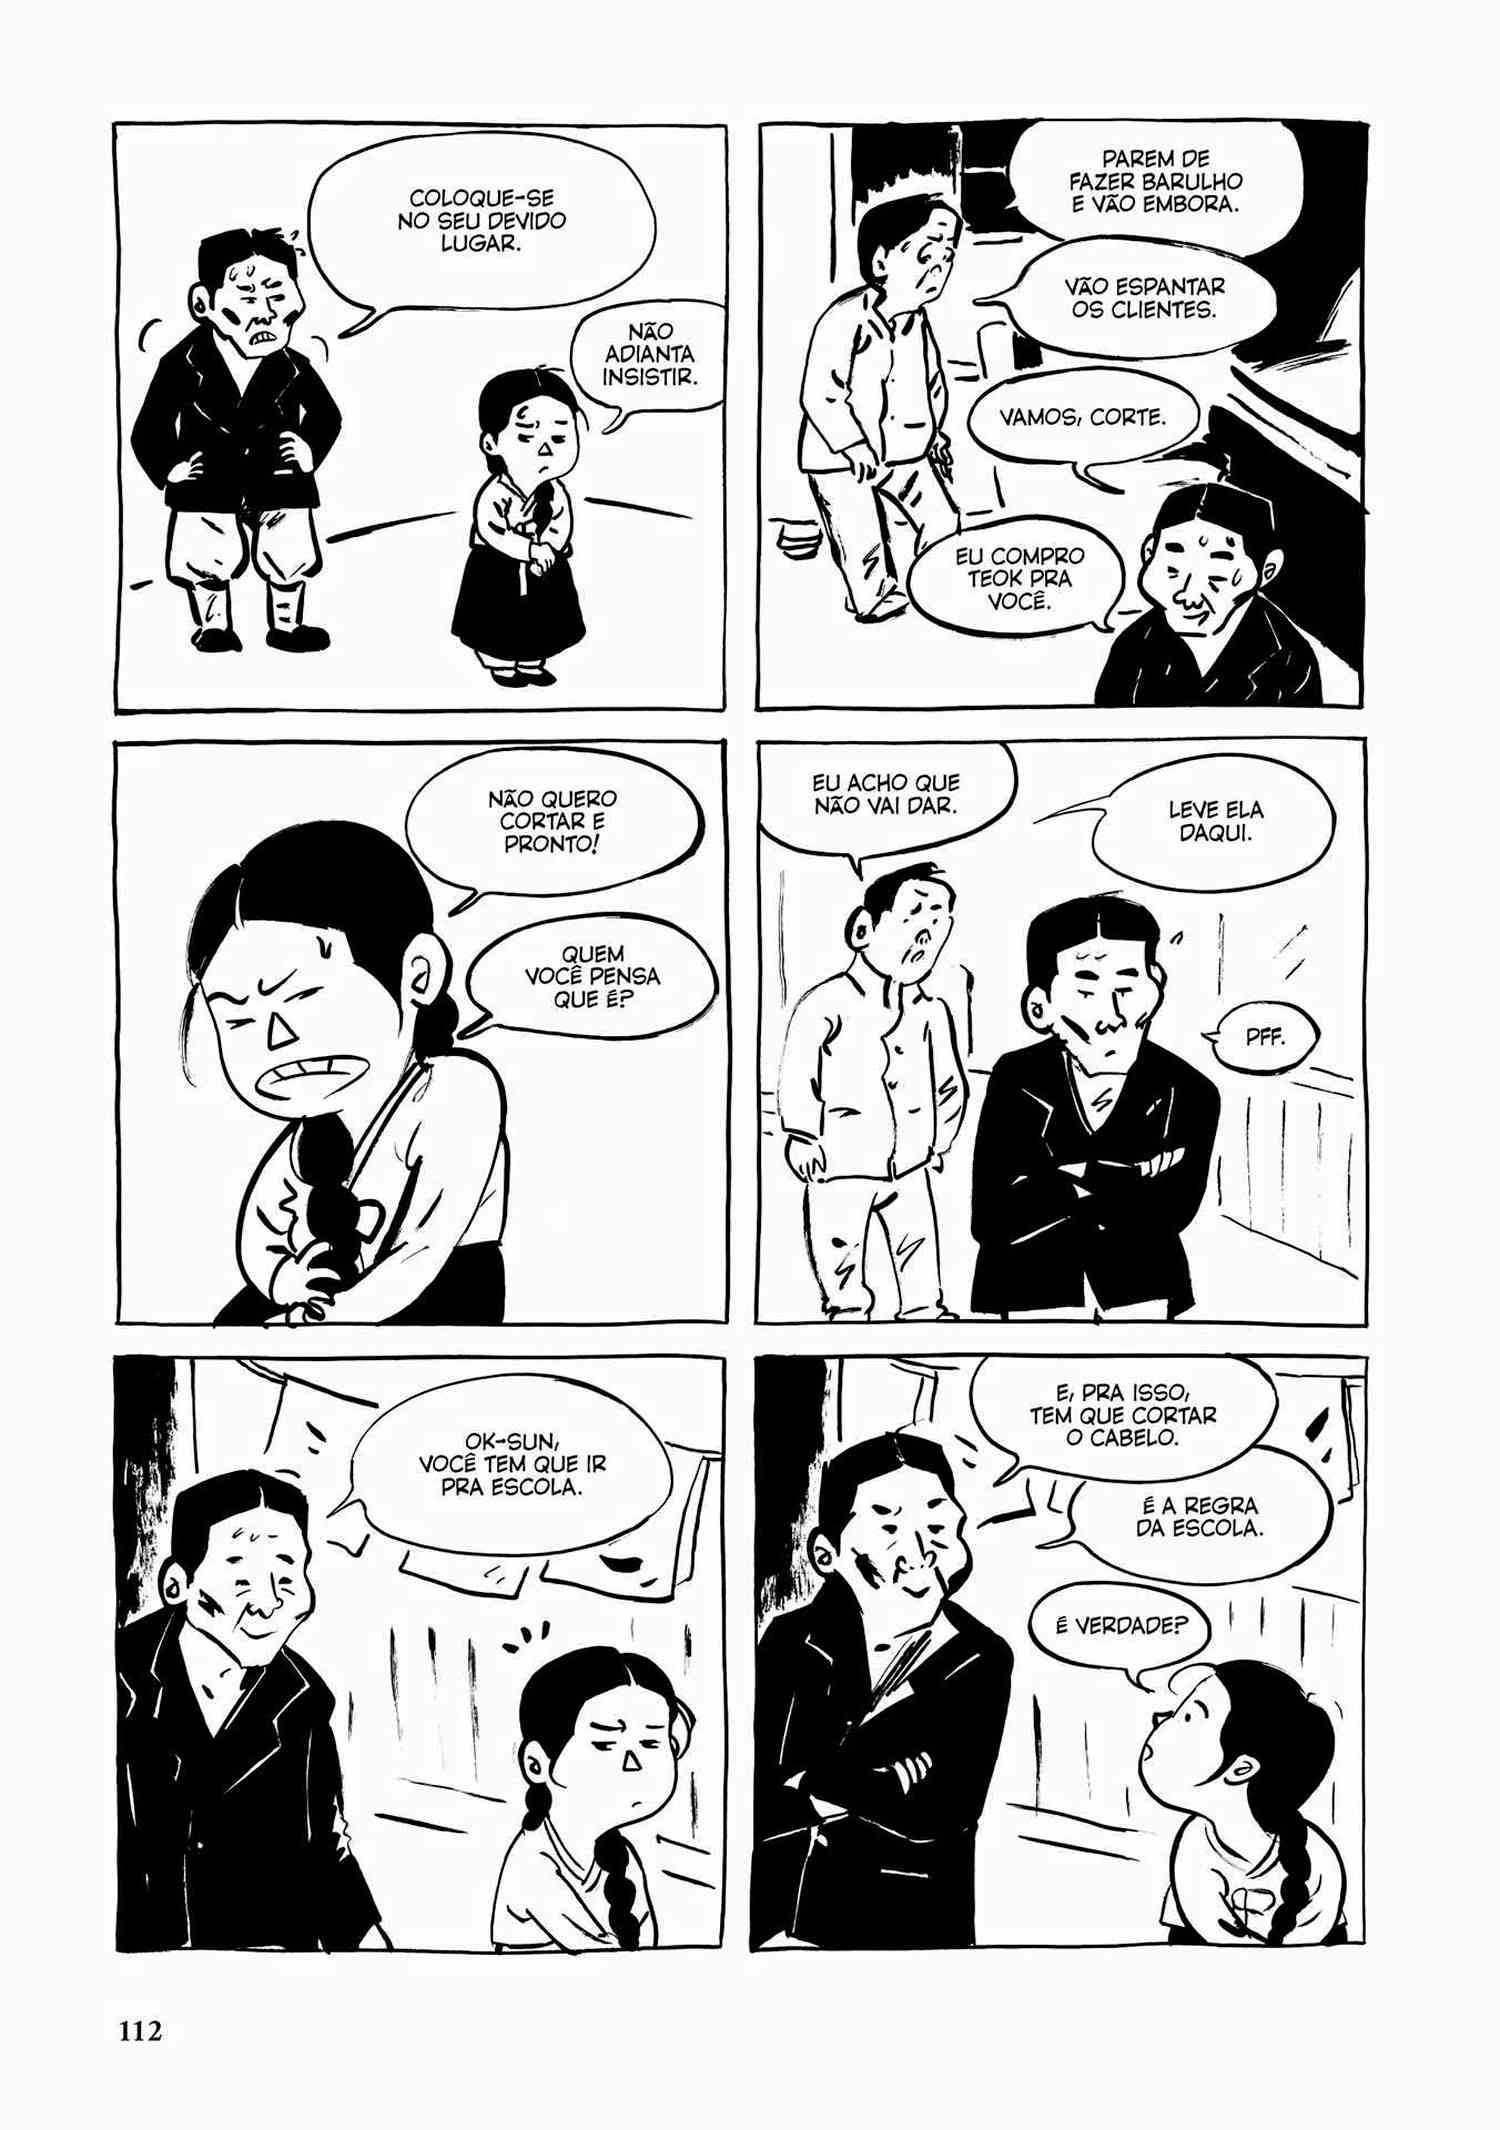 COLOQUE-SE
NO SEU DEVIDO
LUGAR.
NÃO
ADIANTA
INSISTIR.
PAREM DE
FAZER BARULHO
E VÃO EMBORA.
VÃO ESPANTAR
OS CLIENTES.
VAMOS, CORTE.
EU COMPRO
TEOK PRA
VOCÊ.
NÃO QUERO
CORTAR E
PRONTO!
QUEM
VOCÊ PENSA
QUE É?
EU ACHO QUE
NÃO VAI DAR.
LEVE ELA
DAQUI.
PFF.
OK-SUN,
VOCÊ TEM QUE IR
PRA ESCOLA.
E, PRA ISSO,
TEM QUE CORTAR
O CABELO.
É A REGRA
DA ESCOLA.
É VERDADE?
112